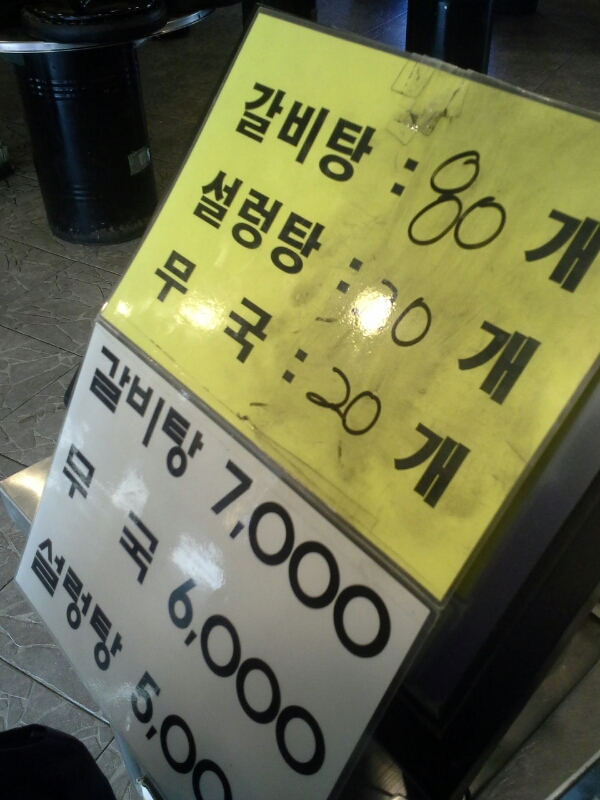 갈비탕 : 80 개
설렁탕 : 20 개
무 국 : 20 개
갈비탕 7,000
무 국 6,000
설렁탕 5,00